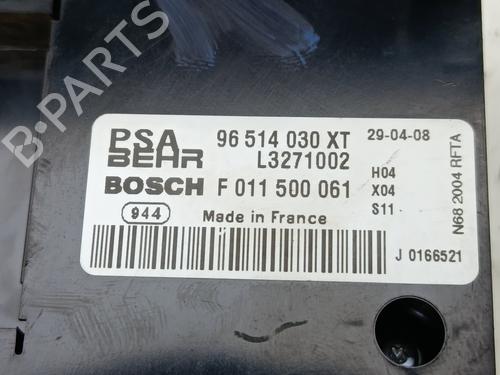 PSA 96 514 030 XT 29-04-08
BEHR L3271002
H04
BOSCH F 011 500 061 X04
S11
944 Made in France
J 0166521
N68 2004 RFTA
B-PARTS